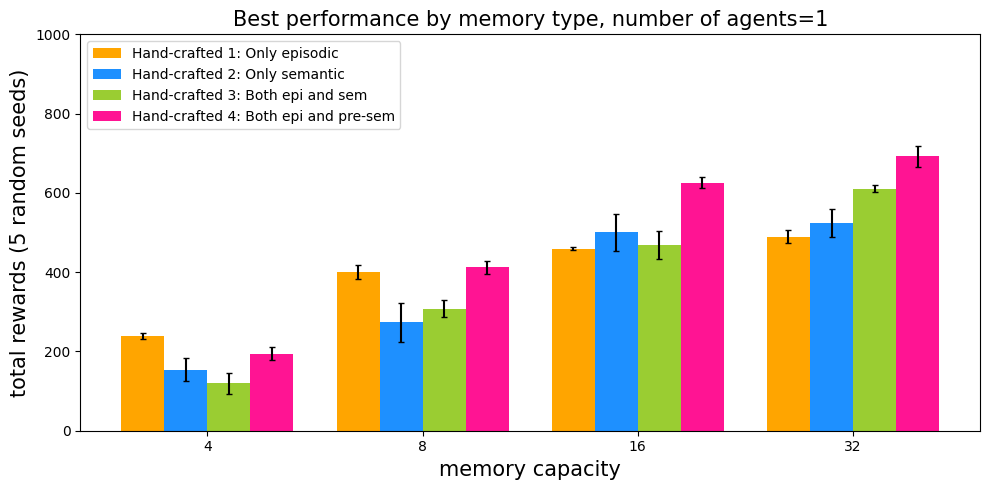 Best performance by memory type, number of agents=1
total rewards (5 random seeds)
1000
800
600
400
200
0
Hand-crafted 1: Only episodic
Hand-crafted 2: Only semantic
Hand-crafted 3: Both epi and sem
Hand-crafted 4: Both epi and pre-sem
4 8 16 32
memory capacity